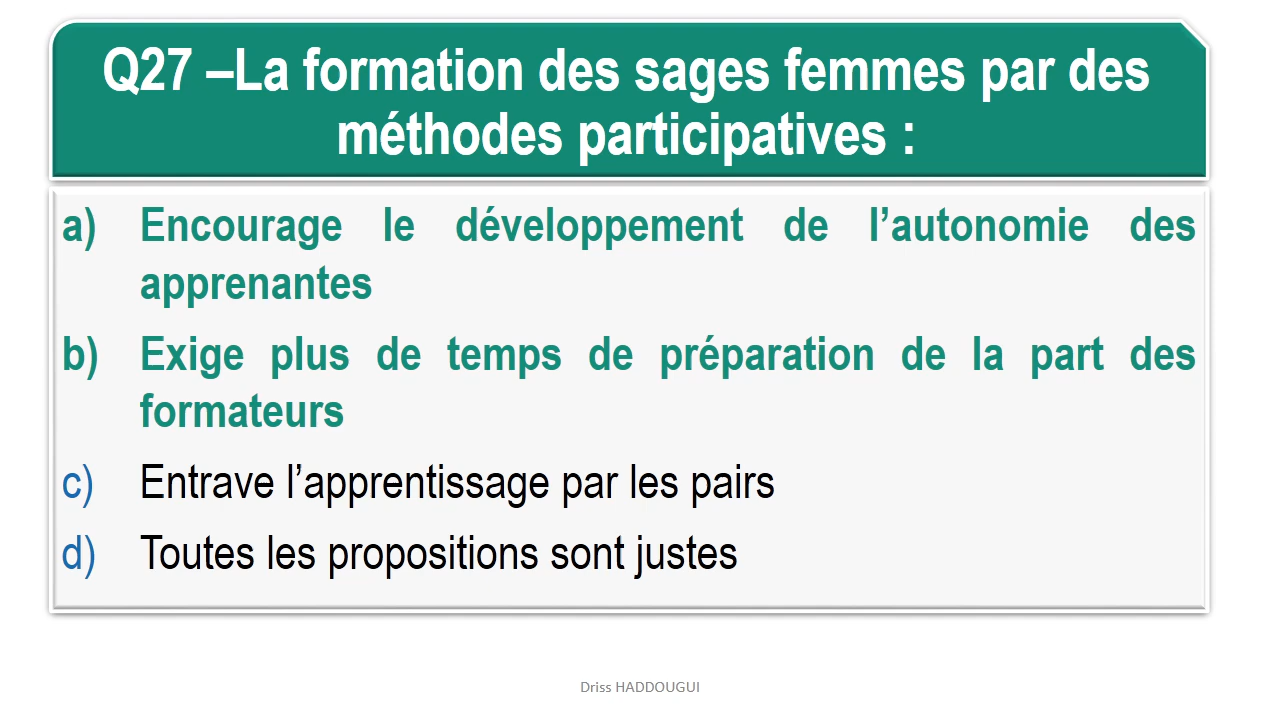 Q27 –La formation des sages femmes par des
méthodes participatives :
a) Encourage le développement de l’autonomie des
apprenantes
b) Exige plus de temps de préparation de la part des
formateurs
c) Entrave l’apprentissage par les pairs
d) Toutes les propositions sont justes
Driss HADDOUGUI